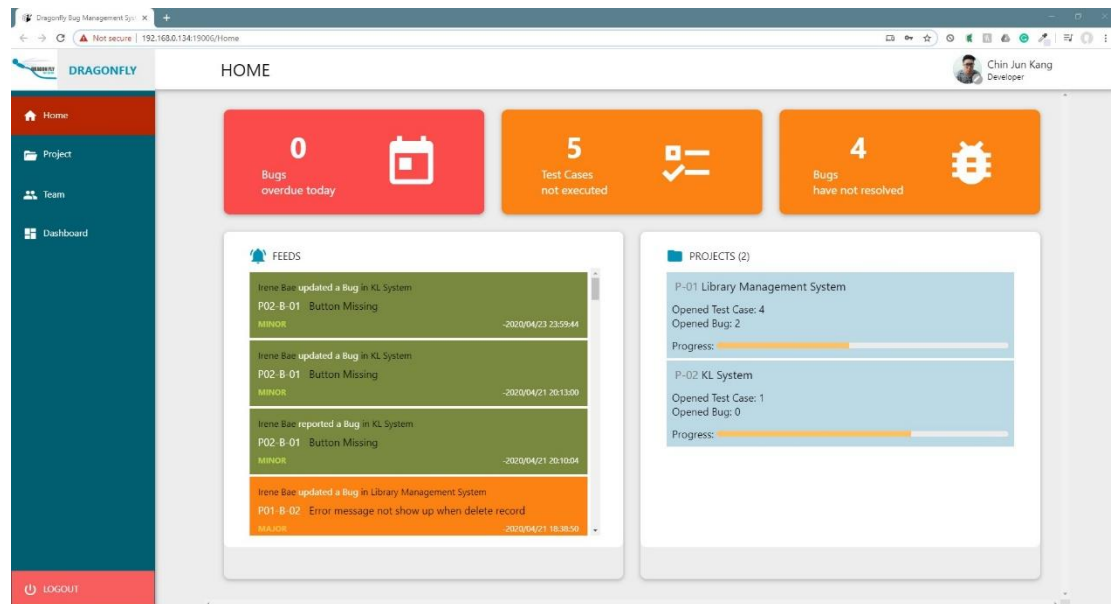 Dragonfly Bug Management Syst
Not secure | 192.168.0.134:19006/Home
DRAGONFLY
HOME
Chin Jun Kang
Developer
Home
Project
Team
Dashboard
LOGOUT
0
Bugs
overdue today
5
Test Cases
not executed
4
Bugs
have not resolved
FEEDS
Irene Bae updated a Bug in KL System
P02-B-01 Button Missing
MINOR -2020/04/23 23:59:44
Irene Bae updated a Bug in KL System
P02-B-01 Button Missing
MINOR -2020/04/21 20:13:00
Irene Bae reported a Bug in KL System
P02-B-01 Button Missing
MINOR -2020/04/21 20:10:04
Irene Bae updated a Bug in Library Management System
P01-B-02 Error message not show up when delete record
MAJOR -2020/04/21 18:38:50
PROJECTS (2)
P-01 Library Management System
Opened Test Case: 4
Opened Bug: 2
Progress:
P-02 KL System
Opened Test Case: 1
Opened Bug: 0
Progress: